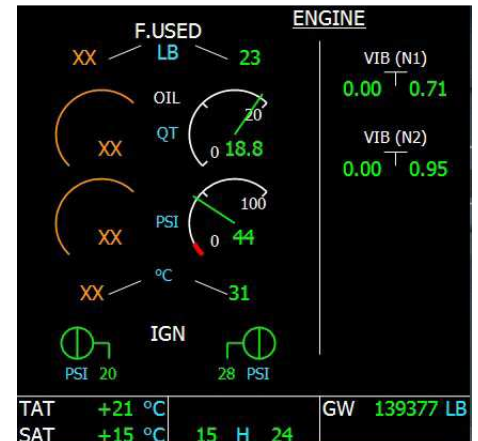 ENGINE
F.USED
XX LB 23
VIB (N1)
0.00 0.71
OIL
20
XX QT 0 18.8
VIB (N2)
0.00 0.95
100
PSI
XX 0 44
°C
XX 31
IGN
PSI 20 28 PSI
TAT +21 °C GW 139377 LB
SAT +15 °C 15 H 24